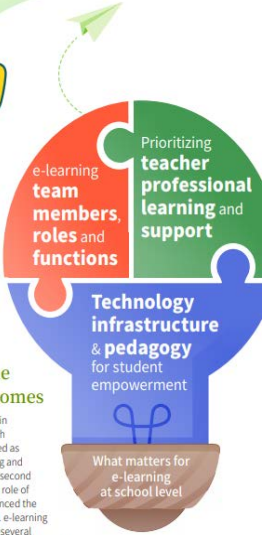 e-learning
team
members,
roles and
functions
Prioritizing
teacher
professional
learning and
support
Technology
infrastructure
& pedagogy
for student
empowerment
What matters for
e-learning
at school level
omes
in
ed as
g and
second
role of
nced the
e-learning
several